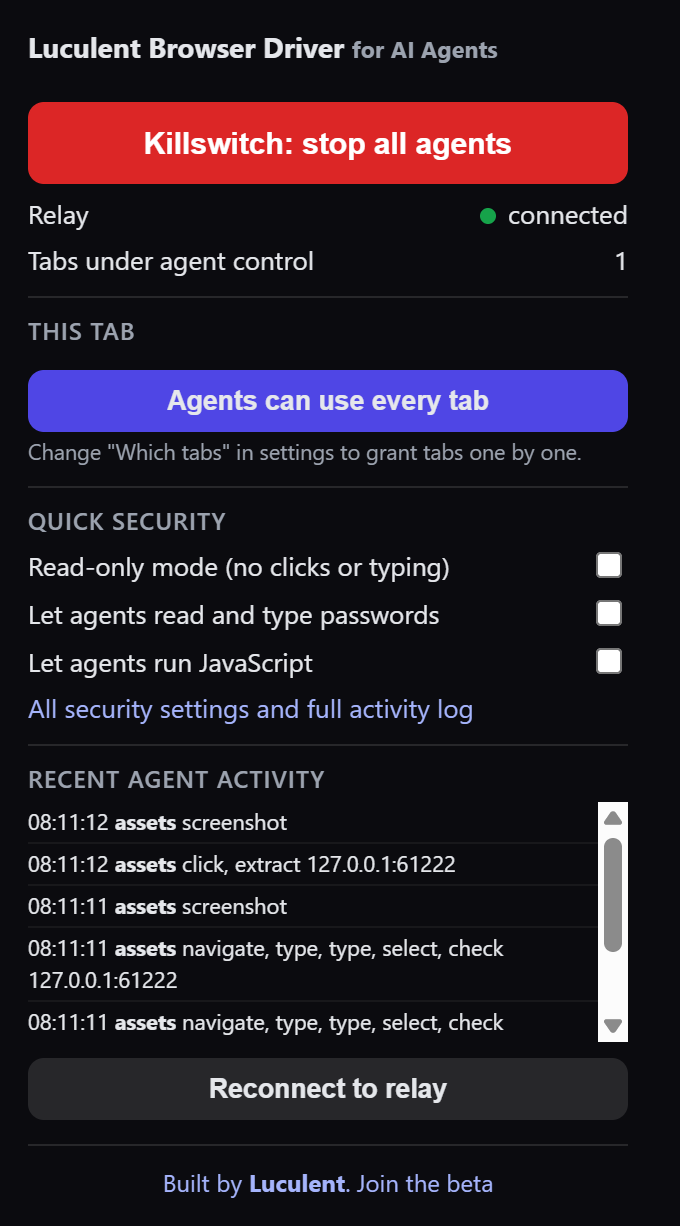 Luculent Browser Driver for AI Agents
Killswitch: stop all agents
Relay connected
Tabs under agent control 1
THIS TAB
Agents can use every tab
Change "Which tabs" in settings to grant tabs one by one.
QUICK SECURITY
Read-only mode (no clicks or typing)
Let agents read and type passwords
Let agents run JavaScript
All security settings and full activity log
RECENT AGENT ACTIVITY
08:11:12 assets screenshot
08:11:12 assets click, extract 127.0.0.1:61222
08:11:11 assets screenshot
08:11:11 assets navigate, type, type, select, check
127.0.0.1:61222
08:11:11 assets navigate, type, type, select, check
Reconnect to relay
Built by Luculent. Join the beta